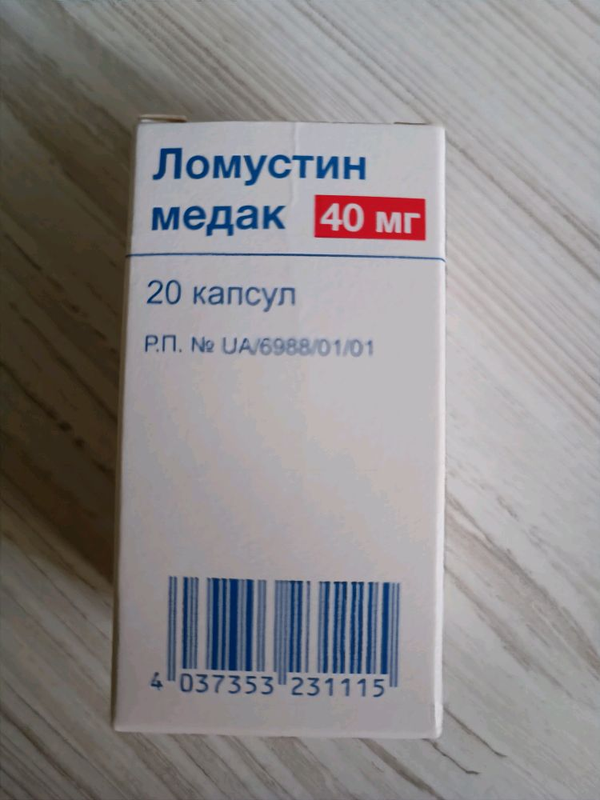 Ломустин
медак 40 мг
20 капсул
Р.П. № UA/6988/01/01
4 037353 231115